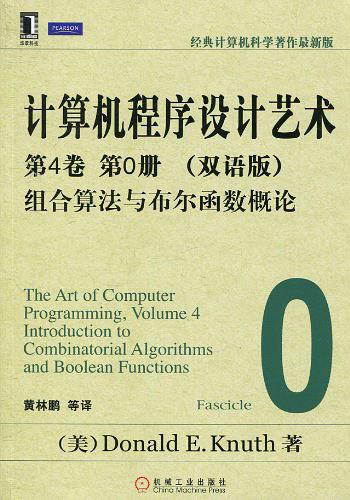 华章科技
PEARSON
经典计算机科学著作最新版
计算机程序设计艺术
第4卷 第0册 (双语版)
组合算法与布尔函数概论
The Art of Computer
Programming, Volume 4
Introduction to
Combinatorial Algorithms
and Boolean Functions
0
黄林鹏 等译
Fascicle
(美) Donald E. Knuth 著
机械工业出版社
China Machine Press